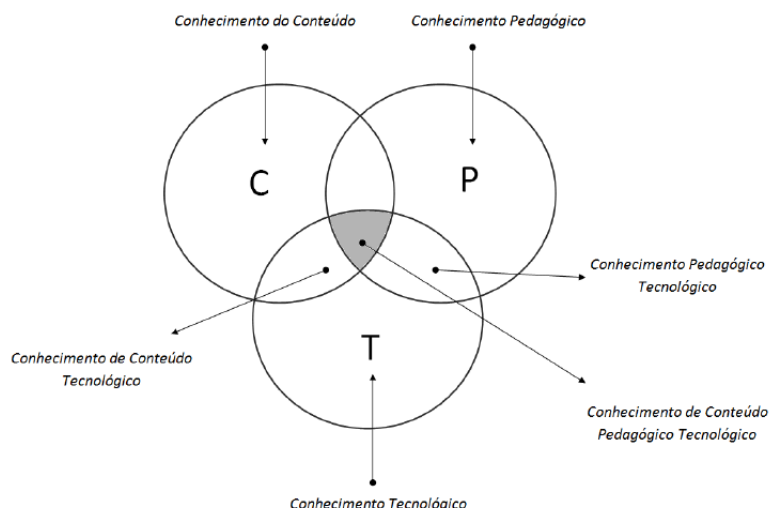 Conhecimento do Conteúdo
Conhecimento Pedagógico
C
P
Conhecimento Pedagógico
Tecnológico
T
Conhecimento de Conteúdo
Tecnológico
Conhecimento de Conteúdo
Pedagógico Tecnológico
Conhecimento Tecnológico